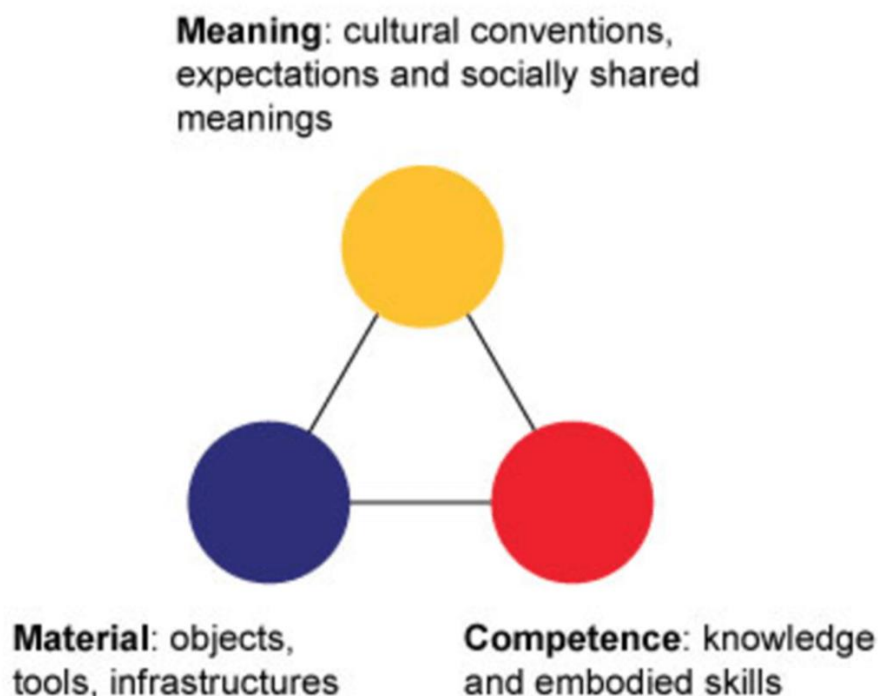 Meaning: cultural conventions,
expectations and socially shared
meanings
Material: objects,
tools, infrastructures
Competence: knowledge
and embodied skills